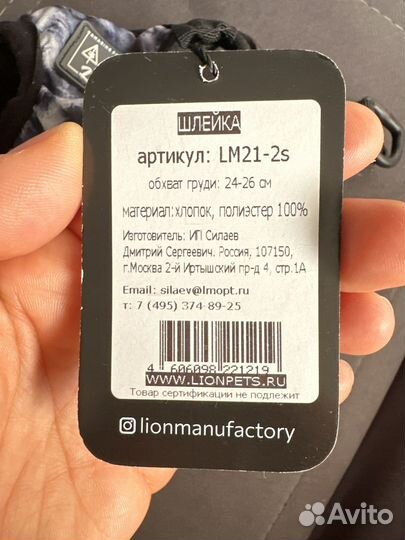 ШЛЕЙКА
артикул: LM21-2s
обхват груди: 24-26 см
материал:хлопок, полиэстер 100%
Изготовитель: ИП Силаев
Дмитрий Сергеевич. Россия, 107150,
г.Москва 2-й Иртышский пр-д 4, стр.1А
Email: silaev@lmopt.ru
т: 7 (495) 374-89-25
4 606098 221219
WWW.LIONPETS.RU
Товар сертификации не подлежит
lionmanufactory
Avito